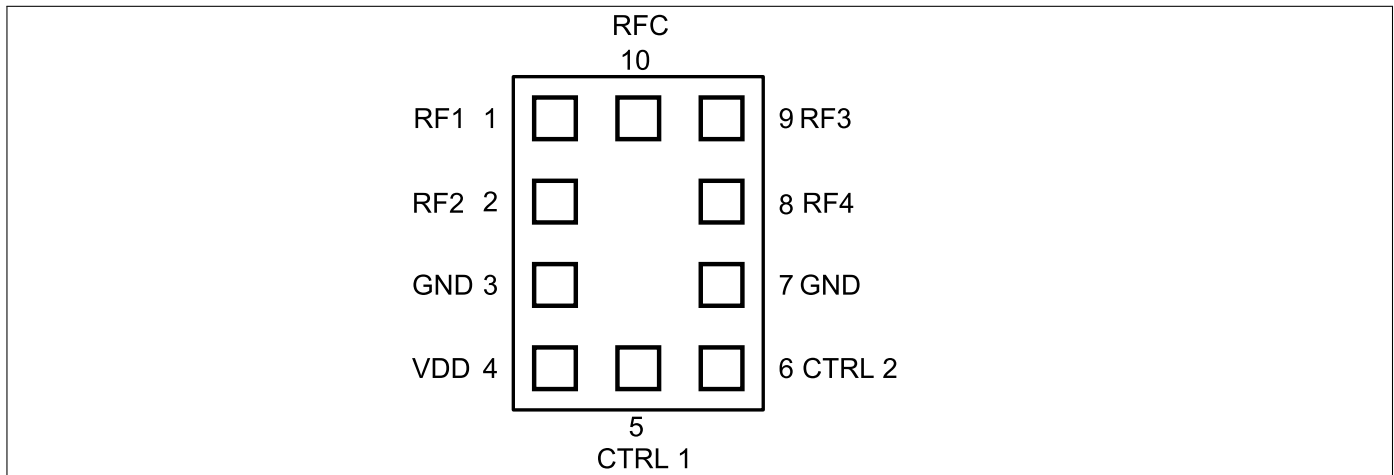 RFC
10
RF1 1
9 RF3
RF2 2
8 RF4
GND 3
7 GND
VDD 4
6 CTRL 2
5
CTRL 1